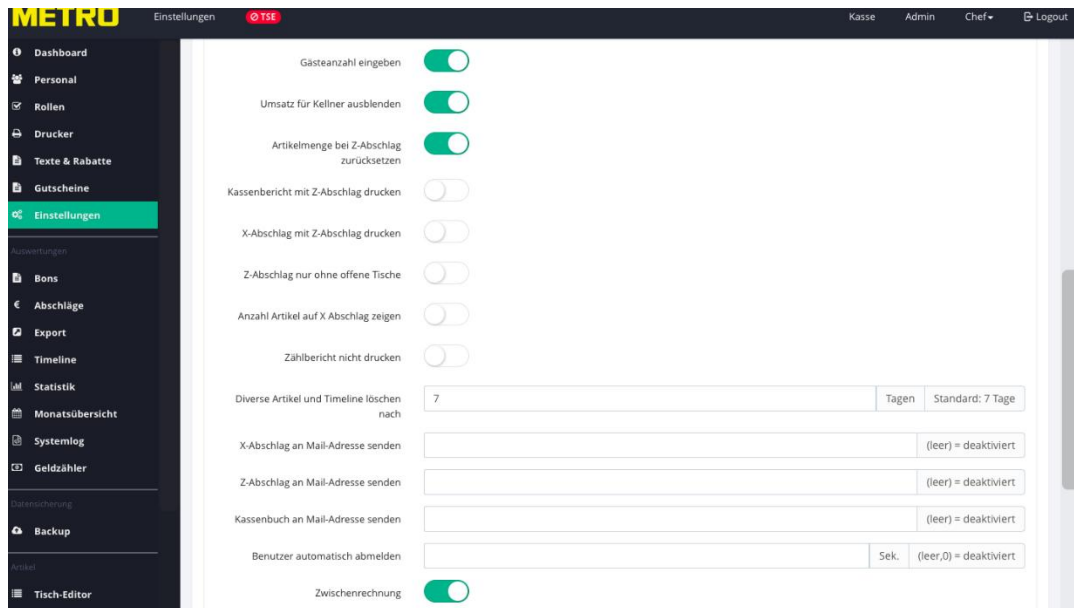 METRO
Einstellungen
TSE
Kasse
Admin
Chef
Logout
Dashboard
Personal
Rollen
Drucker
Texte & Rabatte
Gutscheine
Einstellungen
Auswertungen
Bons
Abschläge
Export
Timeline
Statistik
Monatsübersicht
Systemlog
Geldzähler
Datensicherung
Backup
Artikel
Tisch-Editor
Gästeanzahl eingeben
Umsatz für Kellner ausblenden
Artikelmenge bei Z-Abschlag
zurücksetzen
Kassenbericht mit Z-Abschlag drucken
X-Abschlag mit Z-Abschlag drucken
Z-Abschlag nur ohne offene Tische
Anzahl Artikel auf X Abschlag zeigen
Zählbericht nicht drucken
Diverse Artikel und Timeline löschen
nach
7
Tagen
Standard: 7 Tage
X-Abschlag an Mail-Adresse senden
(leer) = deaktiviert
Z-Abschlag an Mail-Adresse senden
(leer) = deaktiviert
Kassenbuch an Mail-Adresse senden
(leer) = deaktiviert
Benutzer automatisch abmelden
Sek.
(leer,0) = deaktiviert
Zwischenrechnung